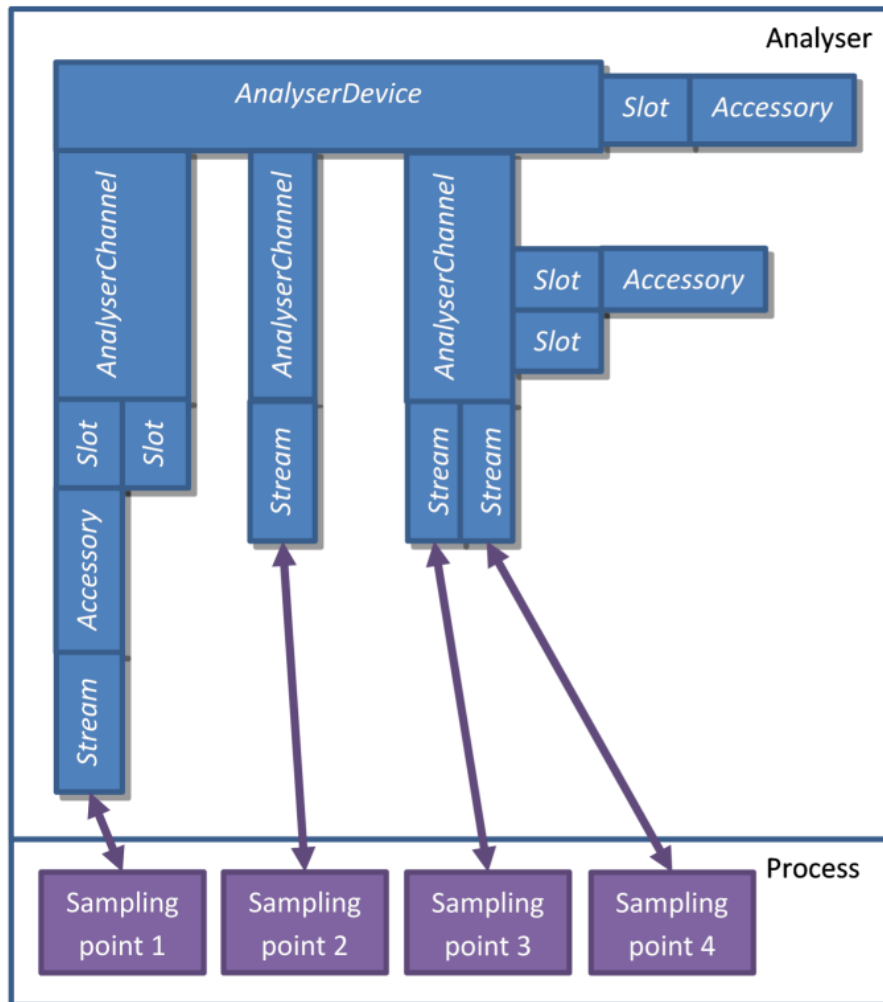 Analyser
AnalyserDevice
Slot
Accessory
AnalyserChannel
AnalyserChannel
AnalyserChannel
Slot
Accessory
Slot
Slot
Slot
Stream
Stream
Stream
Accessory
Stream
Process
Sampling
point 1
Sampling
point 2
Sampling
point 3
Sampling
point 4